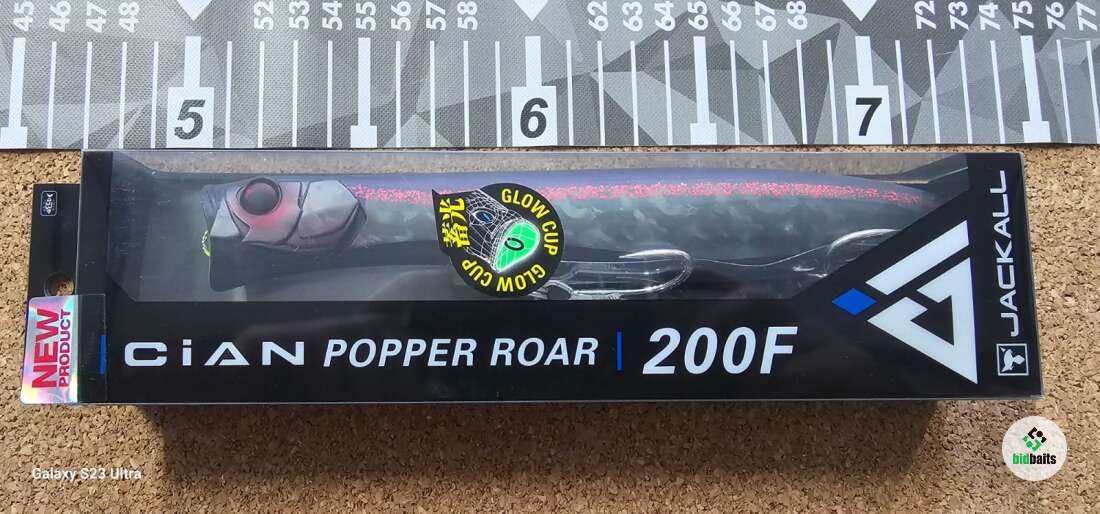 45 46 47 48 52 53 54 55 56 57 58 62 63 64 65 66 67 68 72 73 74 75 76 77
5 6 7
GLOW CUP
蓄光
GLOW CUP
JACKALL
NEW
PRODUCT
CiAN POPPER ROAR 200F
bidbaits
Galaxy S23 Ultra